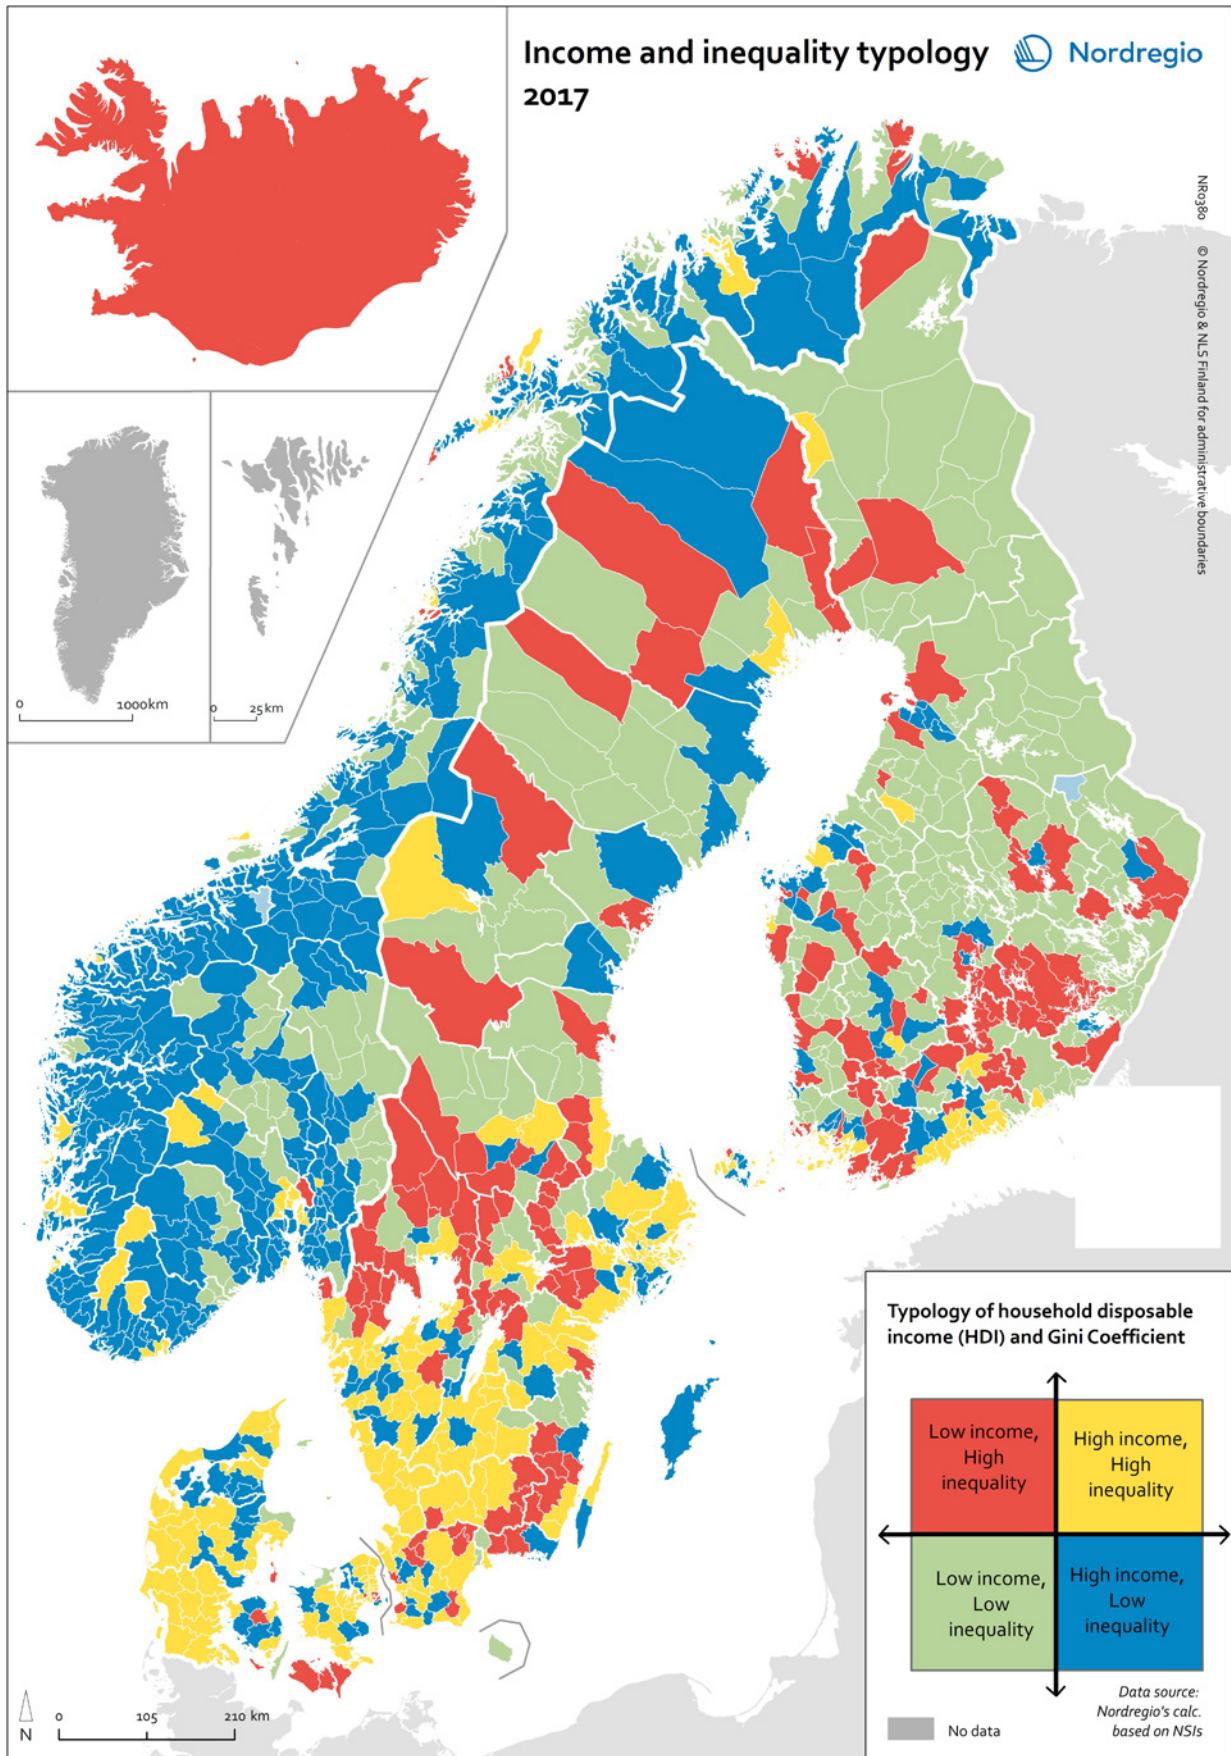 Income and inequality typology
2017
Nordregio
NR0380 © Nordregio & NLS Finland for administrative boundaries
0 1000km
0 25 km
Typology of household disposable
income (HDI) and Gini Coefficient
Low income,
High
inequality
High income,
High
inequality
Low income,
Low
inequality
High income,
Low
inequality
No data
Data source:
Nordregio's calc.
based on NSIs
N
0 105 210 km